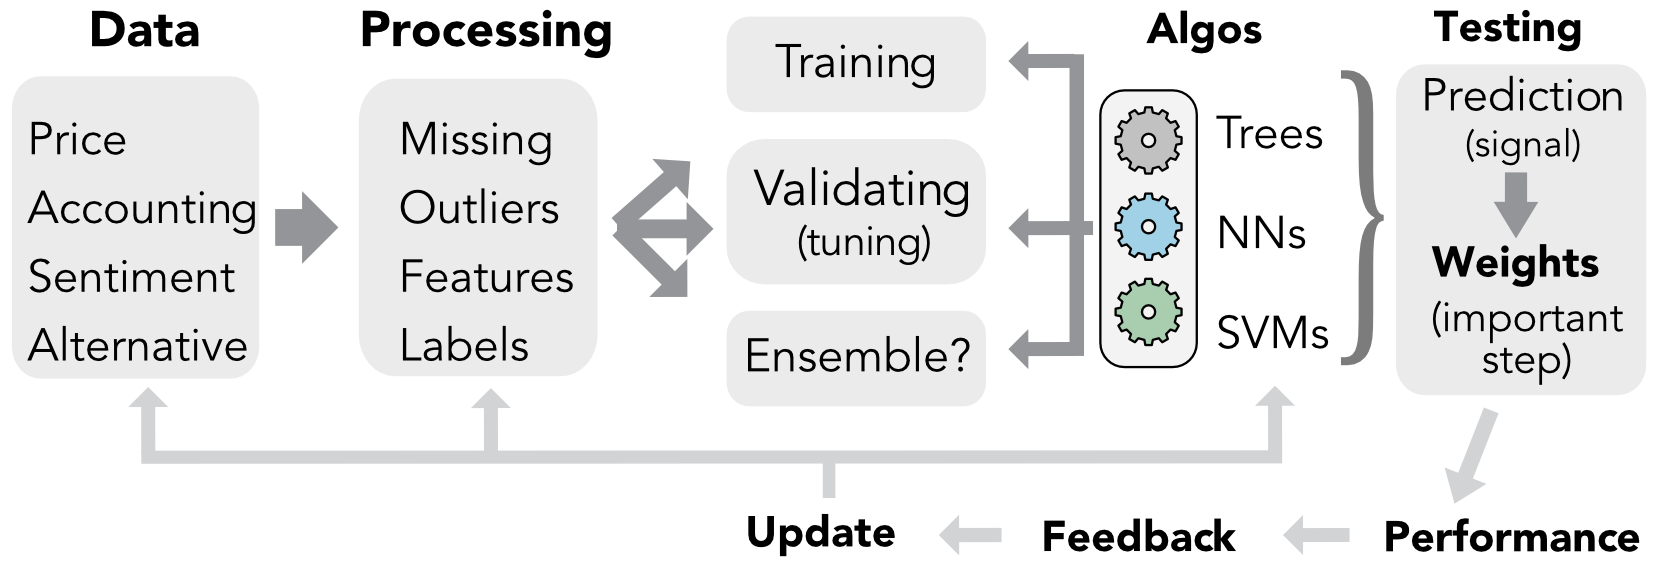 Data
Price
Accounting
Sentiment
Alternative
Processing
Missing
Outliers
Features
Labels
Training
Validating
(tuning)
Ensemble?
Algos
Trees
NNs
SVMs
Testing
Prediction
(signal)
Weights
(important
step)
Performance
Feedback
Update